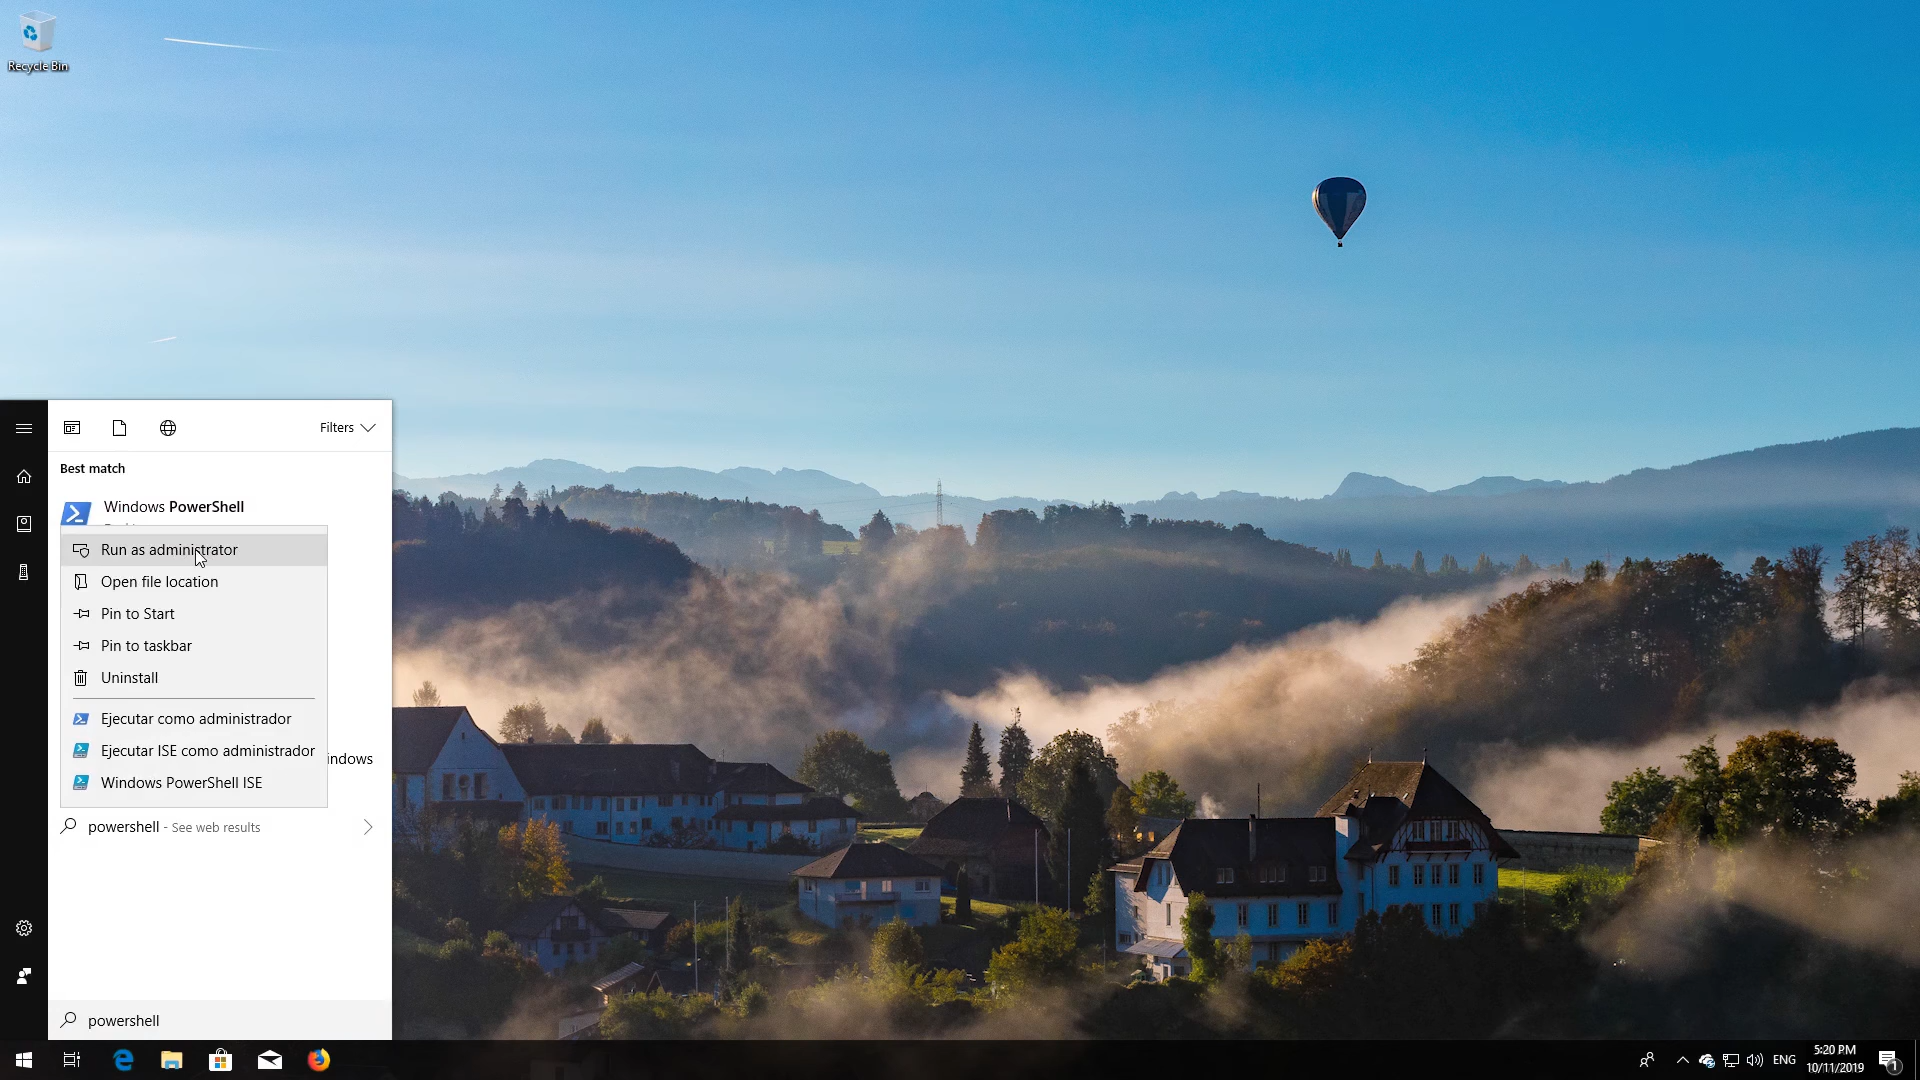 Recycle Bin
Filters
Best match
Windows PowerShell
Run as administrator
Open file location
Pin to Start
Pin to taskbar
Uninstall
Ejecutar como administrador
Ejecutar ISE como administrador
indows
Windows PowerShell ISE
powershell - See web results
powershell
ENG
5:20 PM
10/11/2019
1